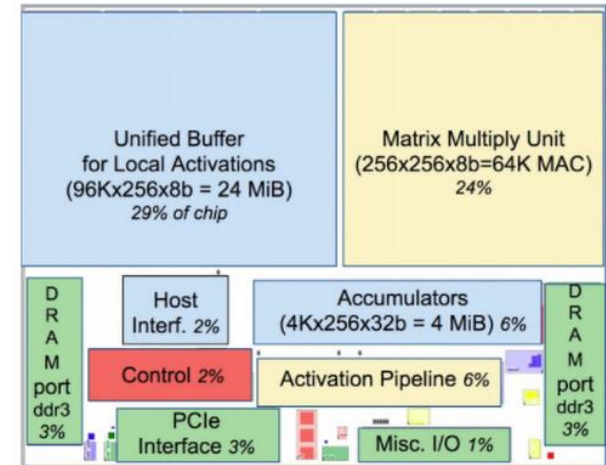 Unified Buffer
for Local Activations
(96Kx256x8b = 24 MiB)
29% of chip
Matrix Multiply Unit
(256x256x8b=64K MAC)
24%
D
R
A
M
port
ddr3
3%
Host
Interf. 2%
Accumulators
(4Kx256x32b = 4 MiB) 6%
Control 2%
Activation Pipeline 6%
PCIe
Interface 3%
Misc. I/O 1%
D
R
A
M
port
ddr3
3%